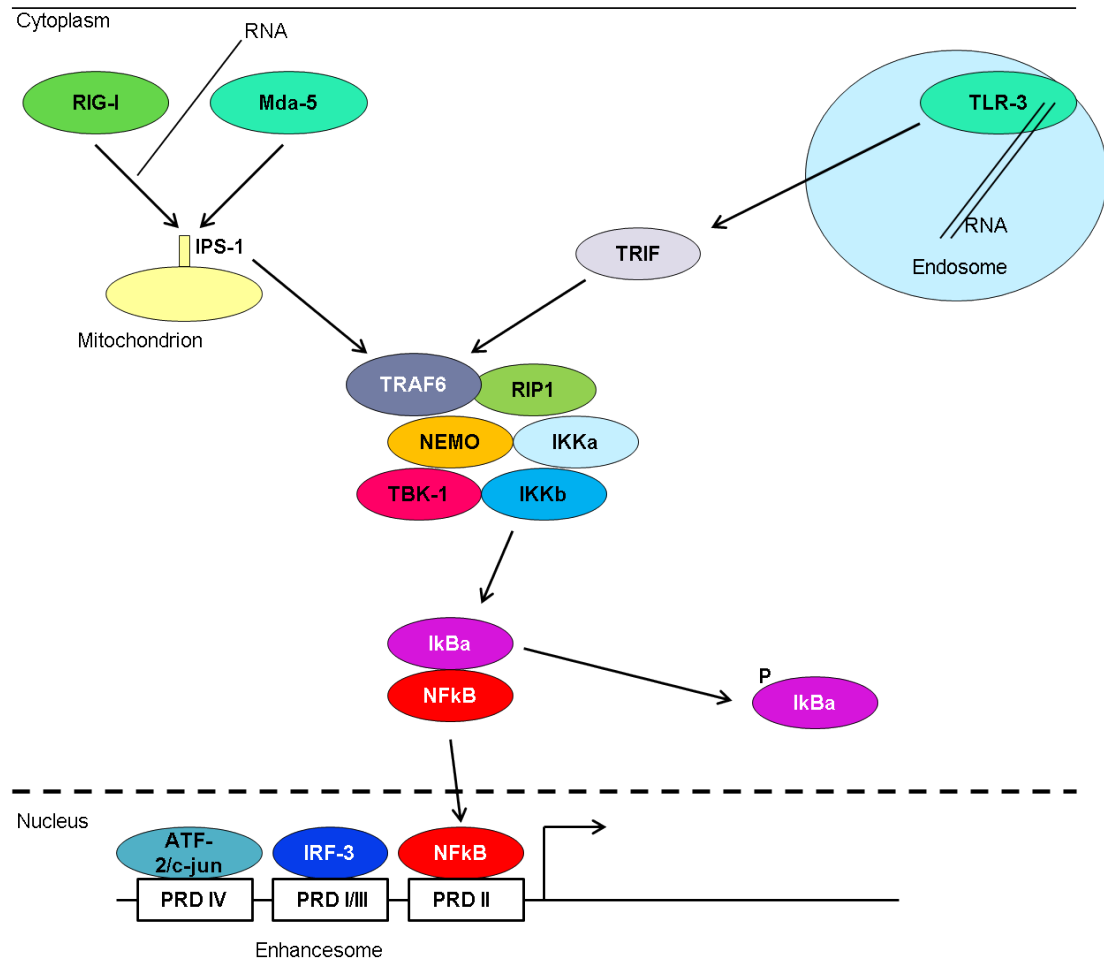 Cytoplasm
RNA
RIG-I
Mda-5
TLR-3
IPS-1
RNA
TRIF
Endosome
Mitochondrion
TRAF6
RIP1
NEMO
IKKa
TBK-1
IKKb
IkBa
P
NFkB
IkBa
Nucleus
ATF-
2/c-jun
IRF-3
NFkB
PRD IV
PRD I/III
PRD II
Enhancesome